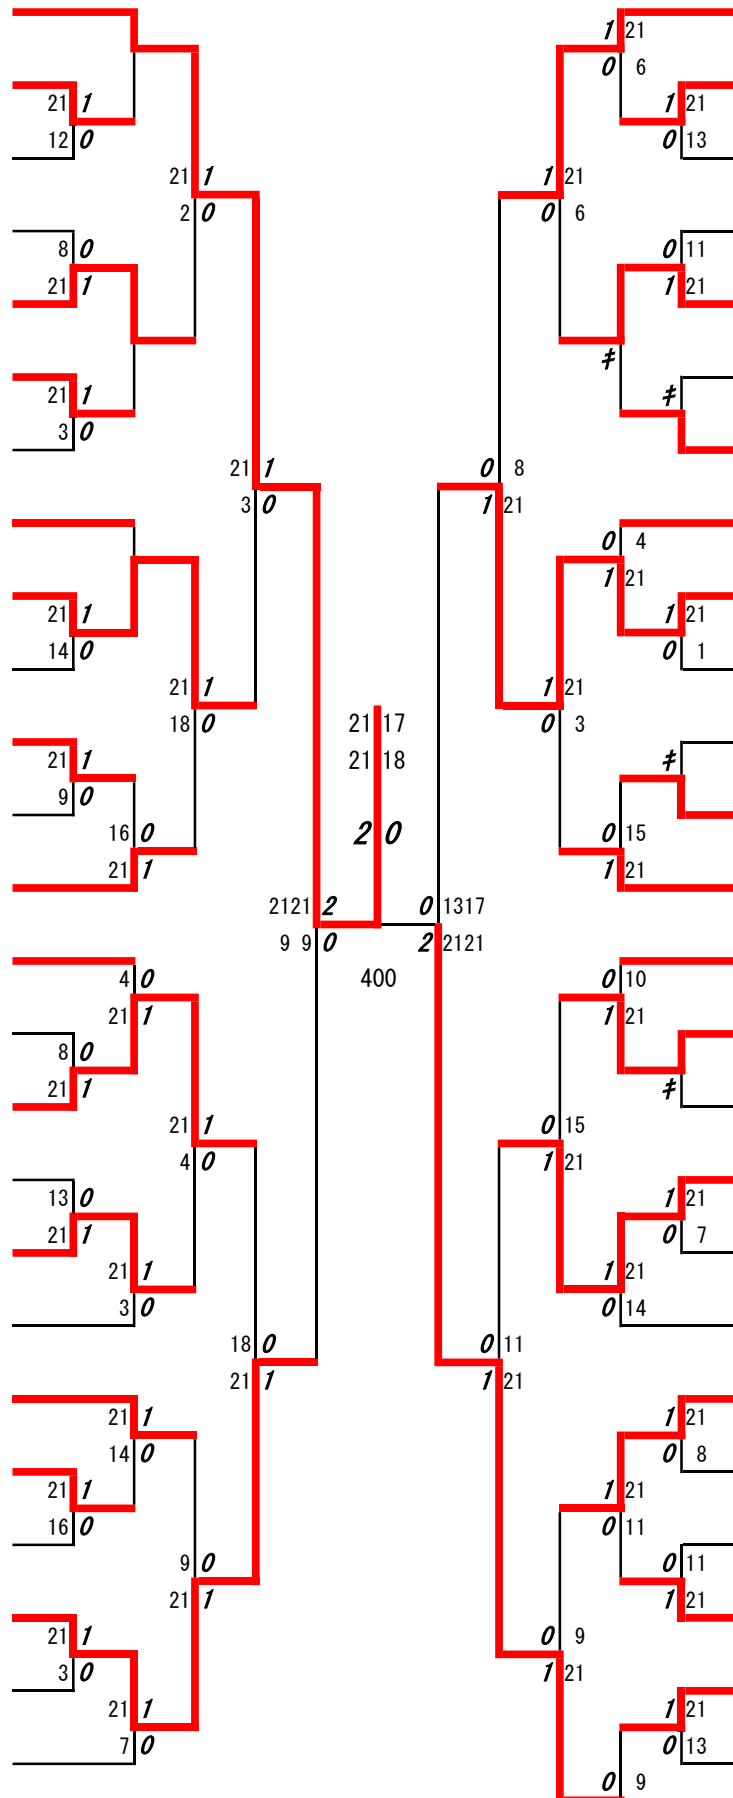 1 21
0 6
21 1 1 21
12 0 0 13
21 1 1 21
2 0 0 6
8 0 0 11
21 1 1 21
≠
21 1 ≠
3 0
21 1 0 8
3 0 1 21
0 4
1 21
21 1 1 21
14 0 0 1
21 1 1 21
18 0 21 17 0 3
21 1 21 18 ≠
9 0
16 0 2 0 0 15
21 1 1 21
2121 2 0 1317
9 9 0 2 2121
4 0 400 0 10
21 1 1 21
8 0
21 1 ≠
21 1 0 15
4 0 1 21
13 0 1 21
21 1 0 7
21 1 1 21
3 0 0 14
18 0 0 11
21 1 1 21
21 1 1 21
14 0 0 8
21 1 1 21
16 0 0 11
9 0 0 11
21 1 1 21
21 1 0 9
3 0 1 21
21 1 1 21
7 0 0 13
0 9